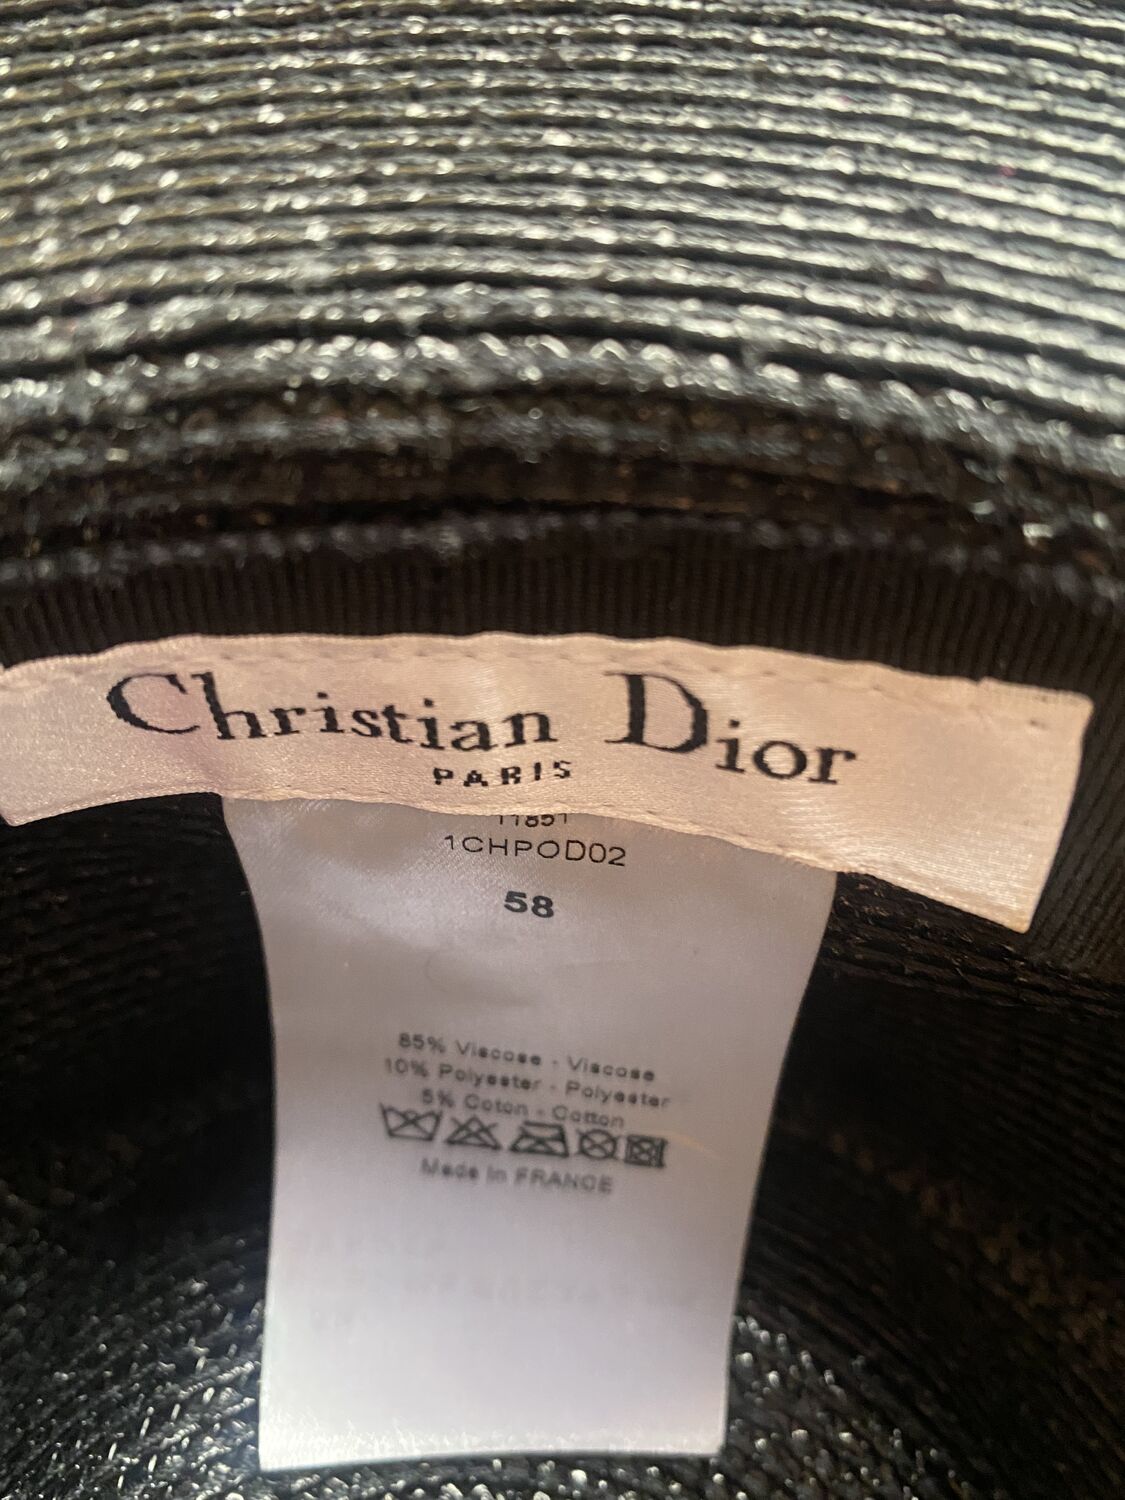 Christian Dior
PARIS
11851
1CHPOD02
58
85% Viscose - Viscose
10% Polyester - Polyester
5% Coton - Cotton
Made in FRANCE